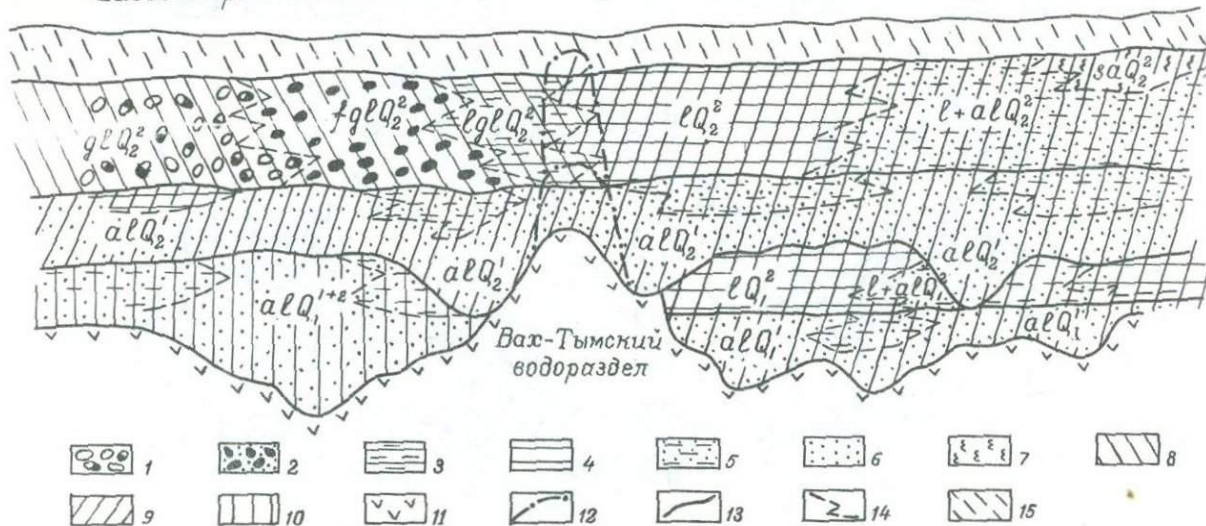 glQ₂² fglQ₂² lglQ₂² lQ₂² l+alQ₂² saQ₂²
alQ₂¹ alQ₂¹ alQ₂¹ alQ₂¹
alQ₁¹⁺² lQ₁² l+alQ₁² alQ₁¹ alQ₁¹
Вах-Тымский
водораздел
1 2 3 4 5 6 7 8
9 10 11 12 13 14 15